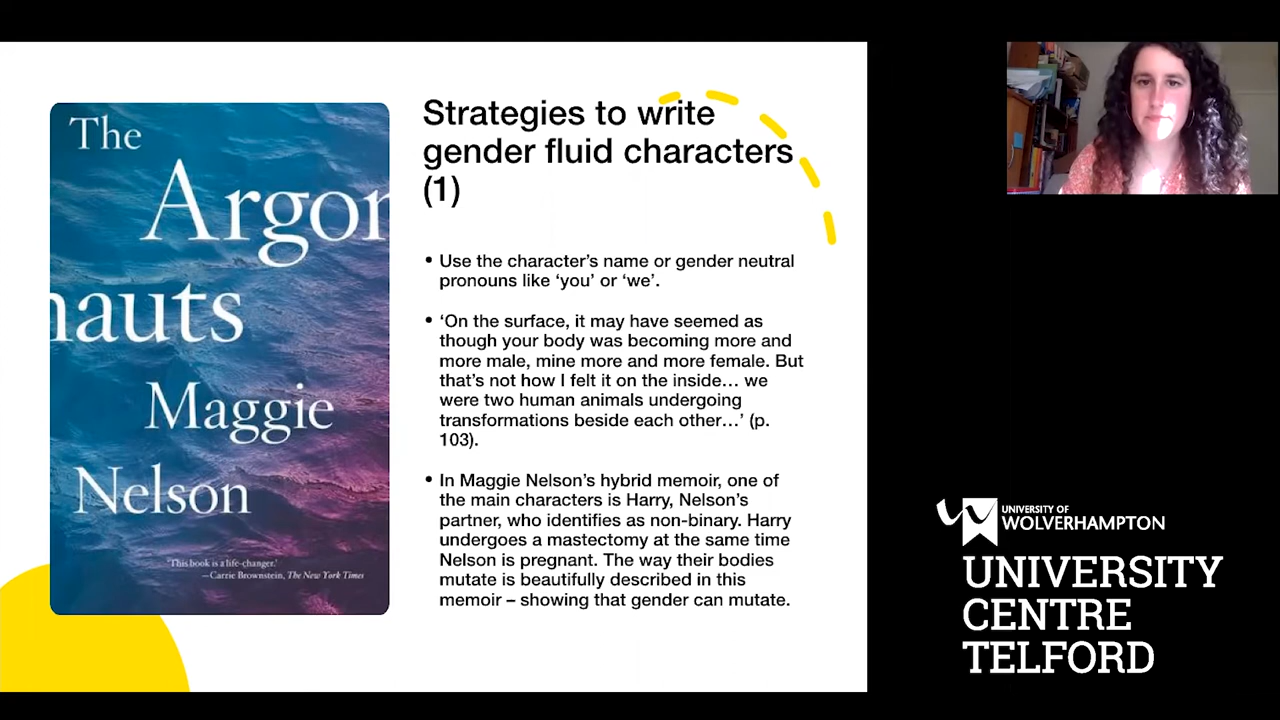 The
Argon
nauts
Maggie
Nelson
'This book is a life-changer.'
—Carrie Brownstein, The New York Times
Strategies to write
gender fluid characters
(1)
• Use the character's name or gender neutral
pronouns like 'you' or 'we'.
• 'On the surface, it may have seemed as
though your body was becoming more and
more male, mine more and more female. But
that's not how I felt it on the inside… we
were two human animals undergoing
transformations beside each other…' (p.
103).
• In Maggie Nelson's hybrid memoir, one of
the main characters is Harry, Nelson's
partner, who identifies as non-binary. Harry
undergoes a mastectomy at the same time
Nelson is pregnant. The way their bodies
mutate is beautifully described in this
memoir – showing that gender can mutate.
UNIVERSITY OF
WOLVERHAMPTON
UNIVERSITY
CENTRE
TELFORD